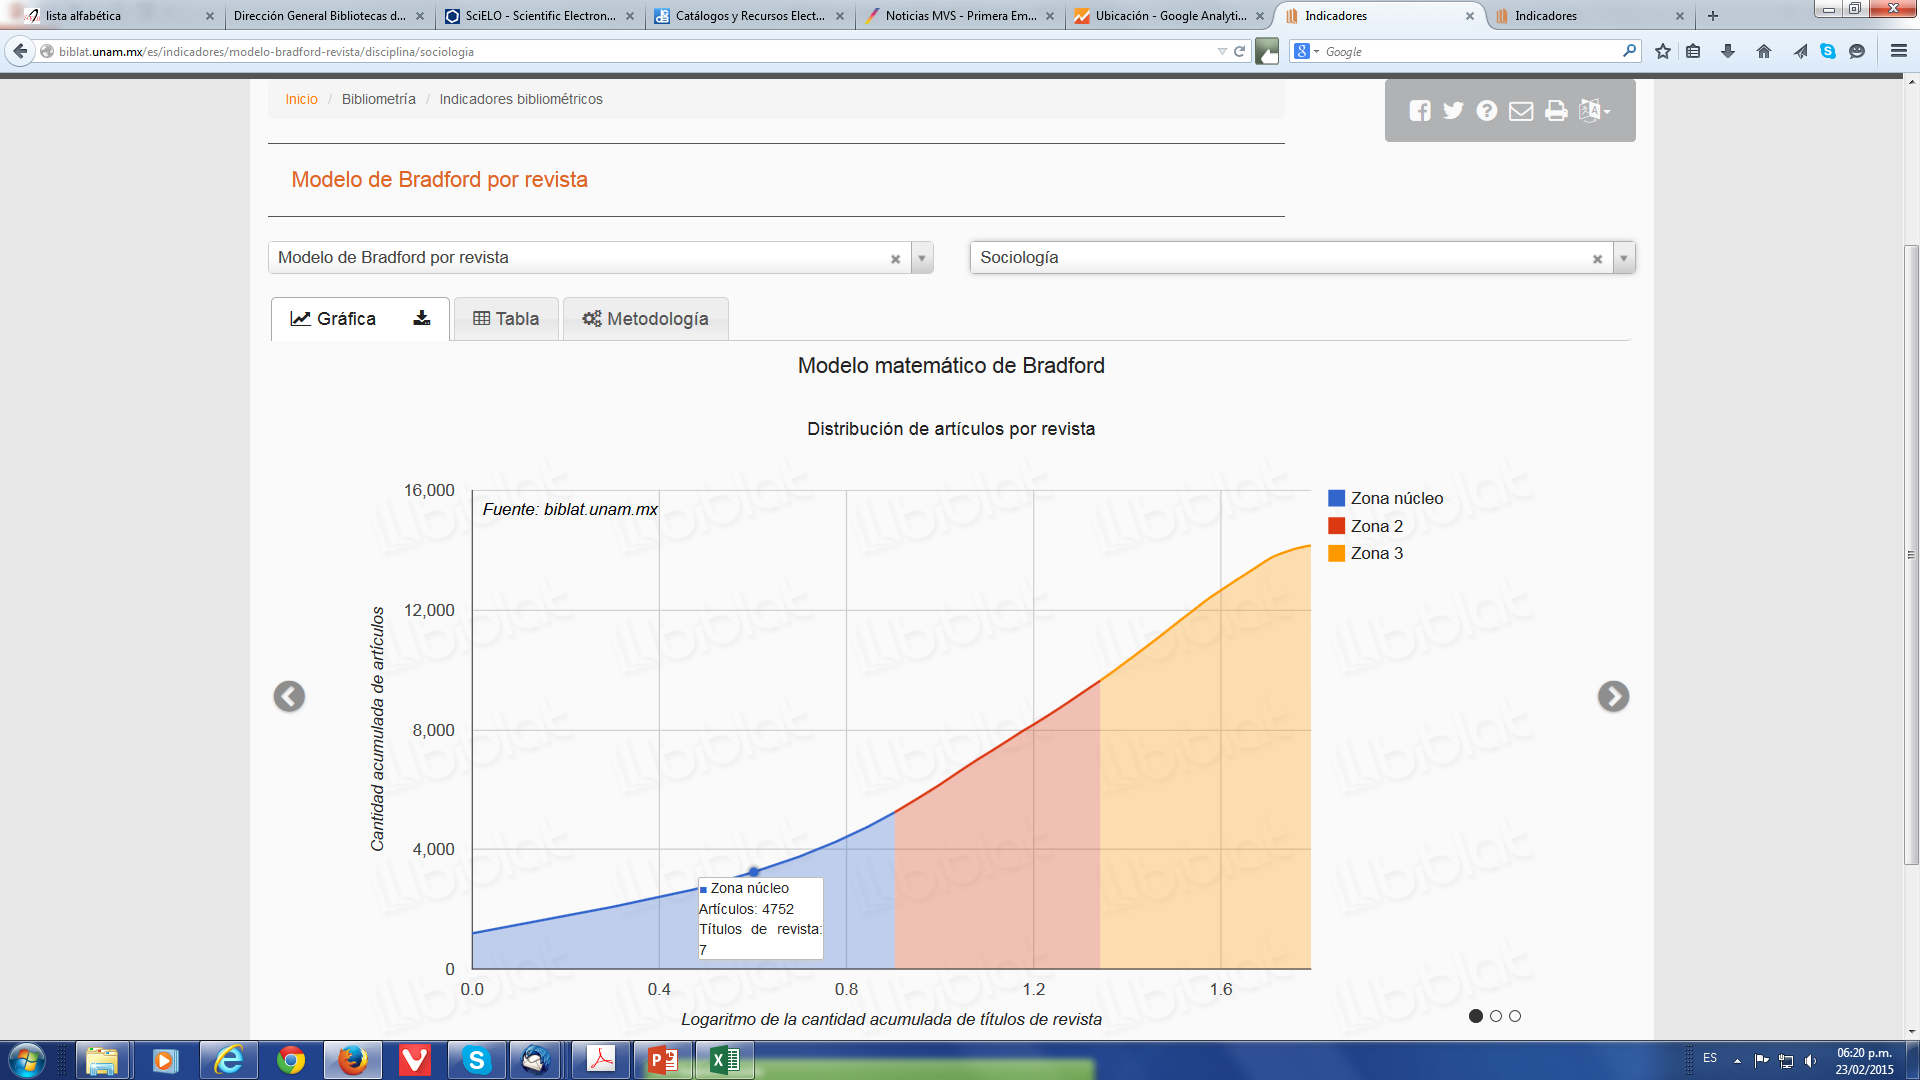 lista alfabética
Dirección General Bibliotecas d...
SciELO - Scientific Electron...
Catálogos y Recursos Elect...
Noticias MVS - Primera Em...
Ubicación - Google Analyti...
Indicadores
Indicadores
biblat.unam.mx/es/indicadores/modelo-bradford-revista/disciplina/sociologia
Google
Inicio / Bibliometría / Indicadores bibliométricos
Modelo de Bradford por revista
Modelo de Bradford por revista
Sociología
Gráfica
Tabla
Metodología
Modelo matemático de Bradford
Distribución de artículos por revista
Fuente: biblat.unam.mx
16,000
12,000
8,000
4,000
0
Cantidad acumulada de artículos
Zona núcleo
Zona 2
Zona 3
Zona núcleo
Artículos: 4752
Títulos de revista:
7
0.0 0.4 0.8 1.2 1.6
Logaritmo de la cantidad acumulada de títulos de revista
biblat
ES
06:20 p.m.
23/02/2015